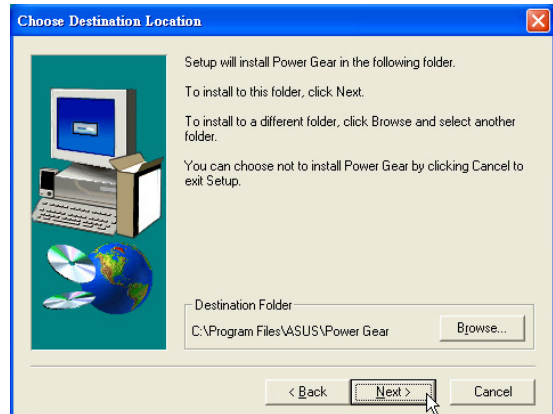 Choose Destination Location
Setup will install Power Gear in the following folder.
To install to this folder, click Next.
To install to a different folder, click Browse and select another
folder.
You can choose not to install Power Gear by clicking Cancel to
exit Setup.
Destination Folder
C:\Program Files\ASUS\Power Gear
Browse...
< Back
Next >
Cancel